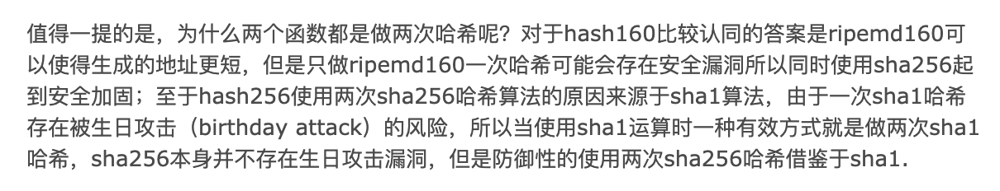 值得一提的是，为什么两个函数都是做两次哈希呢？对于hash160比较认同的答案是ripemd160可
以使得生成的地址更短，但是只做ripemd160一次哈希可能会存在安全漏洞所以同时使用sha256起
到安全加固；至于hash256使用两次sha256哈希算法的原因来源于sha1算法，由于一次sha1哈希
存在被生日攻击（birthday attack）的风险，所以当使用sha1运算时一种有效方式就是做两次sha1
哈希，sha256本身并不存在生日攻击漏洞，但是防御性的使用两次sha256哈希借鉴于sha1.